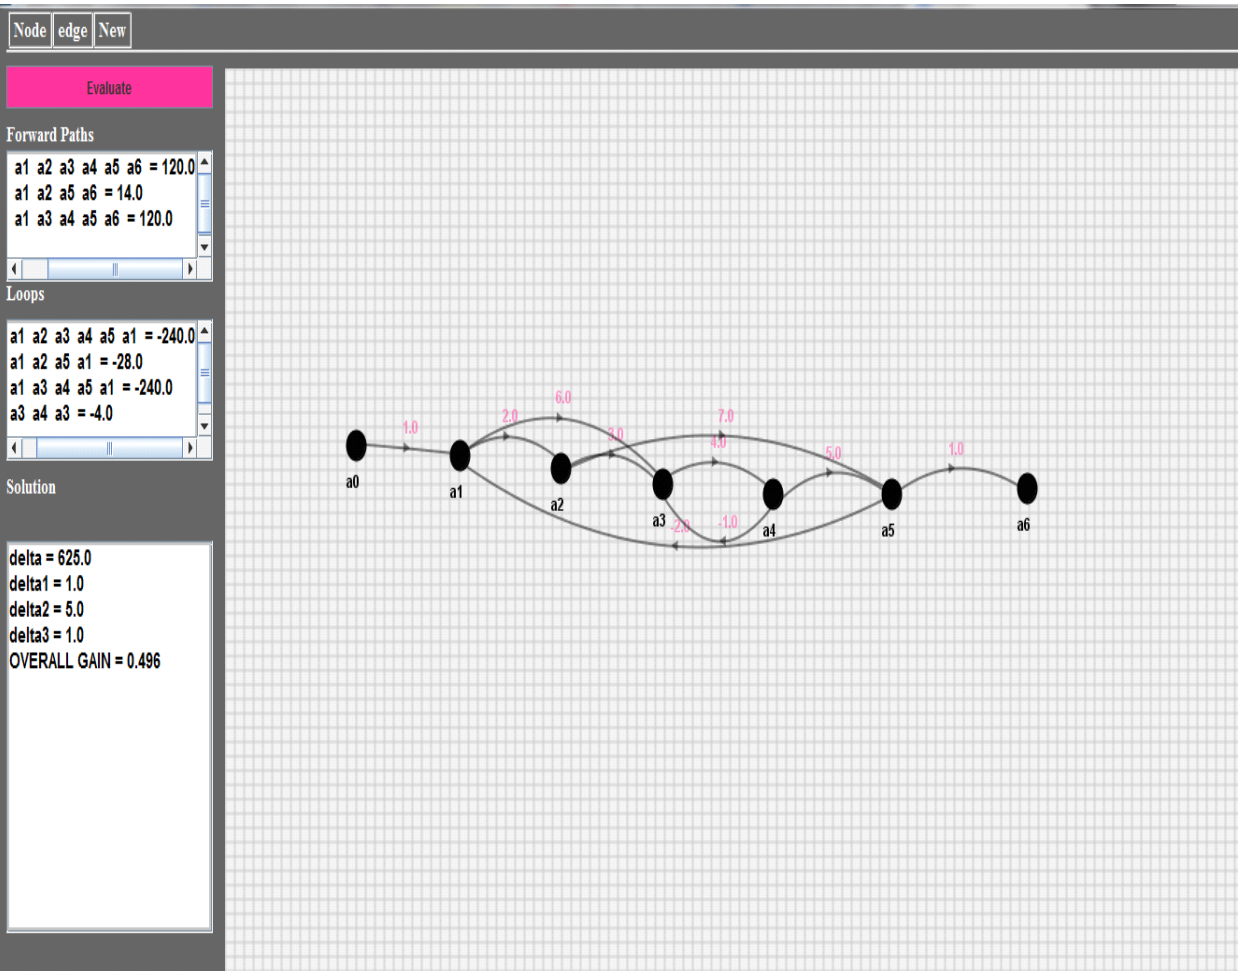 Node edge New
Evaluate
Forward Paths
a1 a2 a3 a4 a5 a6 = 120.0
a1 a2 a5 a6 = 14.0
a1 a3 a4 a5 a6 = 120.0
Loops
a1 a2 a3 a4 a5 a1 = -240.0
a1 a2 a5 a1 = -28.0
a1 a3 a4 a5 a1 = -240.0
a3 a4 a3 = -4.0
Solution
delta = 625.0
delta1 = 1.0
delta2 = 5.0
delta3 = 1.0
OVERALL GAIN = 0.496
6.0
2.0
7.0
1.0
3.0
4.0
5.0
1.0
a0
a1
a2
a3
-2.0
-1.0
a4
a5
a6